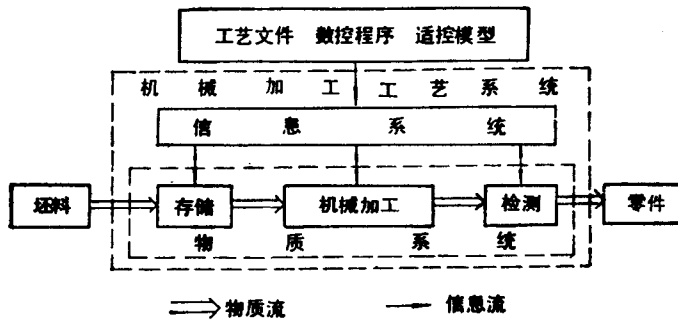 工艺文件 数控程序 适控模型
机械加工工艺系统
信息系统
坯料 存储 机械加工 检测 零件
物质系统
物质流 信息流